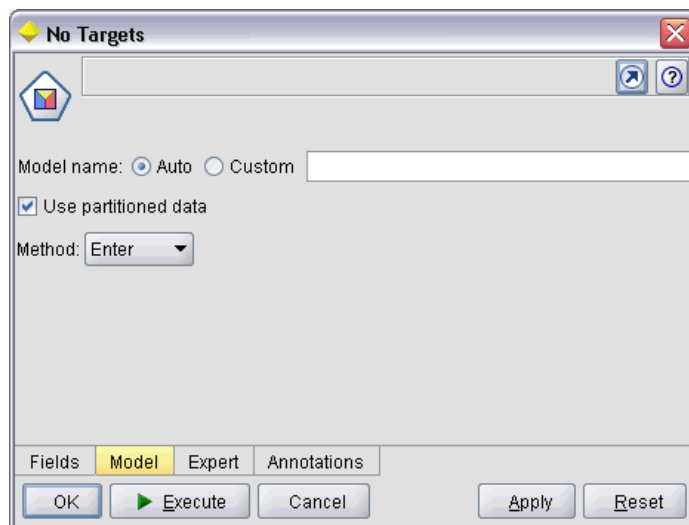 No Targets
Model name: Auto Custom
Use partitioned data
Method: Enter
Fields Model Expert Annotations
OK Execute Cancel Apply Reset